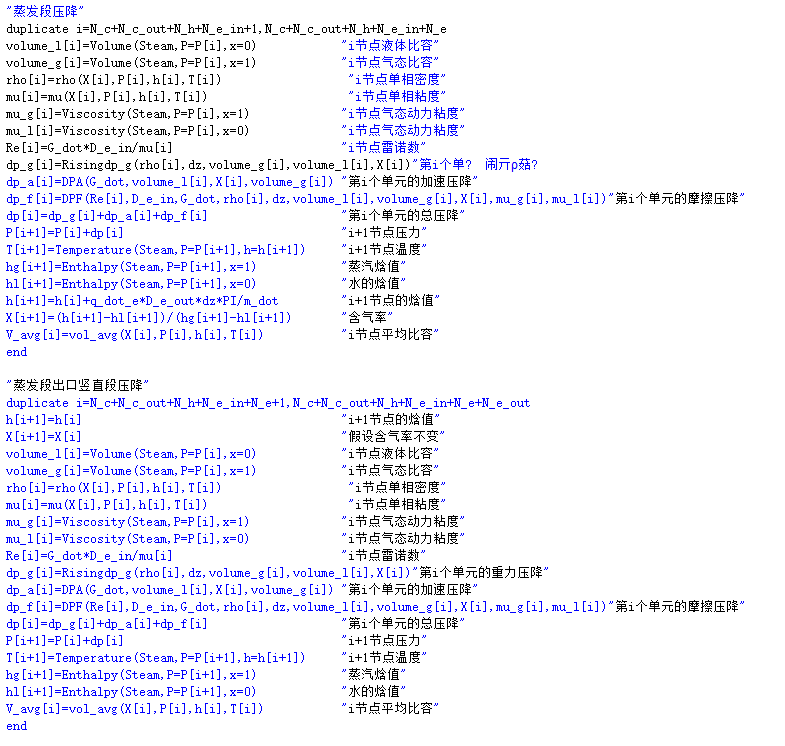 "蒸发段压降"
duplicate i=N_c+N_c_out+N_h+N_e_in+1,N_c+N_c_out+N_h+N_e_in+N_e
volume_l[i]=Volume(Steam,P=P[i],x=0) "i节点液体比容"
volume_g[i]=Volume(Steam,P=P[i],x=1) "i节点气态比容"
rho[i]=rho(X[i],P[i],h[i],T[i]) "i节点单相密度"
mu[i]=mu(X[i],P[i],h[i],T[i]) "i节点单相粘度"
mu_g[i]=Viscosity(Steam,P=P[i],x=1) "i节点气态动力粘度"
mu_l[i]=Viscosity(Steam,P=P[i],x=0) "i节点气态动力粘度"
Re[i]=G_dot*D_e_in/mu[i] "i节点雷诺数"
dp_g[i]=Risingdp_g(rho[i],dz,volume_g[i],volume_l[i],X[i])"第i个单? 闹亓ρ菇?
dp_a[i]=DPA(G_dot,volume_l[i],X[i],volume_g[i]) "第i个单元的加速压降"
dp_f[i]=DPF(Re[i],D_e_in,G_dot,rho[i],dz,volume_l[i],volume_g[i],X[i],mu_g[i],mu_l[i])"第i个单元的摩擦压降"
dp[i]=dp_g[i]+dp_a[i]+dp_f[i] "第i个单元的总压降"
P[i+1]=P[i]+dp[i] "i+1节点压力"
T[i+1]=Temperature(Steam,P=P[i+1],h=h[i+1]) "i+1节点温度"
hg[i+1]=Enthalpy(Steam,P=P[i+1],x=1) "蒸汽焓值"
hl[i+1]=Enthalpy(Steam,P=P[i+1],x=0) "水的焓值"
h[i+1]=h[i]+q_dot_e*D_e_out*dz*PI/m_dot "i+1节点的焓值"
X[i+1]=(h[i+1]-hl[i+1])/(hg[i+1]-hl[i+1]) "含气率"
V_avg[i]=vol_avg(X[i],P[i],h[i],T[i]) "i节点平均比容"
end
"蒸发段出口竖直段压降"
duplicate i=N_c+N_c_out+N_h+N_e_in+N_e+1,N_c+N_c_out+N_h+N_e_in+N_e+N_e_out
h[i+1]=h[i] "i+1节点的焓值"
X[i+1]=X[i] "假设含气率不变"
volume_l[i]=Volume(Steam,P=P[i],x=0) "i节点液体比容"
volume_g[i]=Volume(Steam,P=P[i],x=1) "i节点气态比容"
rho[i]=rho(X[i],P[i],h[i],T[i]) "i节点单相密度"
mu[i]=mu(X[i],P[i],h[i],T[i]) "i节点单相粘度"
mu_g[i]=Viscosity(Steam,P=P[i],x=1) "i节点气态动力粘度"
mu_l[i]=Viscosity(Steam,P=P[i],x=0) "i节点气态动力粘度"
Re[i]=G_dot*D_e_in/mu[i] "i节点雷诺数"
dp_g[i]=Risingdp_g(rho[i],dz,volume_g[i],volume_l[i],X[i])"第i个单元的重力压降"
dp_a[i]=DPA(G_dot,volume_l[i],X[i],volume_g[i]) "第i个单元的加速压降"
dp_f[i]=DPF(Re[i],D_e_in,G_dot,rho[i],dz,volume_l[i],volume_g[i],X[i],mu_g[i],mu_l[i])"第i个单元的摩擦压降"
dp[i]=dp_g[i]+dp_a[i]+dp_f[i] "第i个单元的总压降"
P[i+1]=P[i]+dp[i] "i+1节点压力"
T[i+1]=Temperature(Steam,P=P[i+1],h=h[i+1]) "i+1节点温度"
hg[i+1]=Enthalpy(Steam,P=P[i+1],x=1) "蒸汽焓值"
hl[i+1]=Enthalpy(Steam,P=P[i+1],x=0) "水的焓值"
V_avg[i]=vol_avg(X[i],P[i],h[i],T[i]) "i节点平均比容"
end